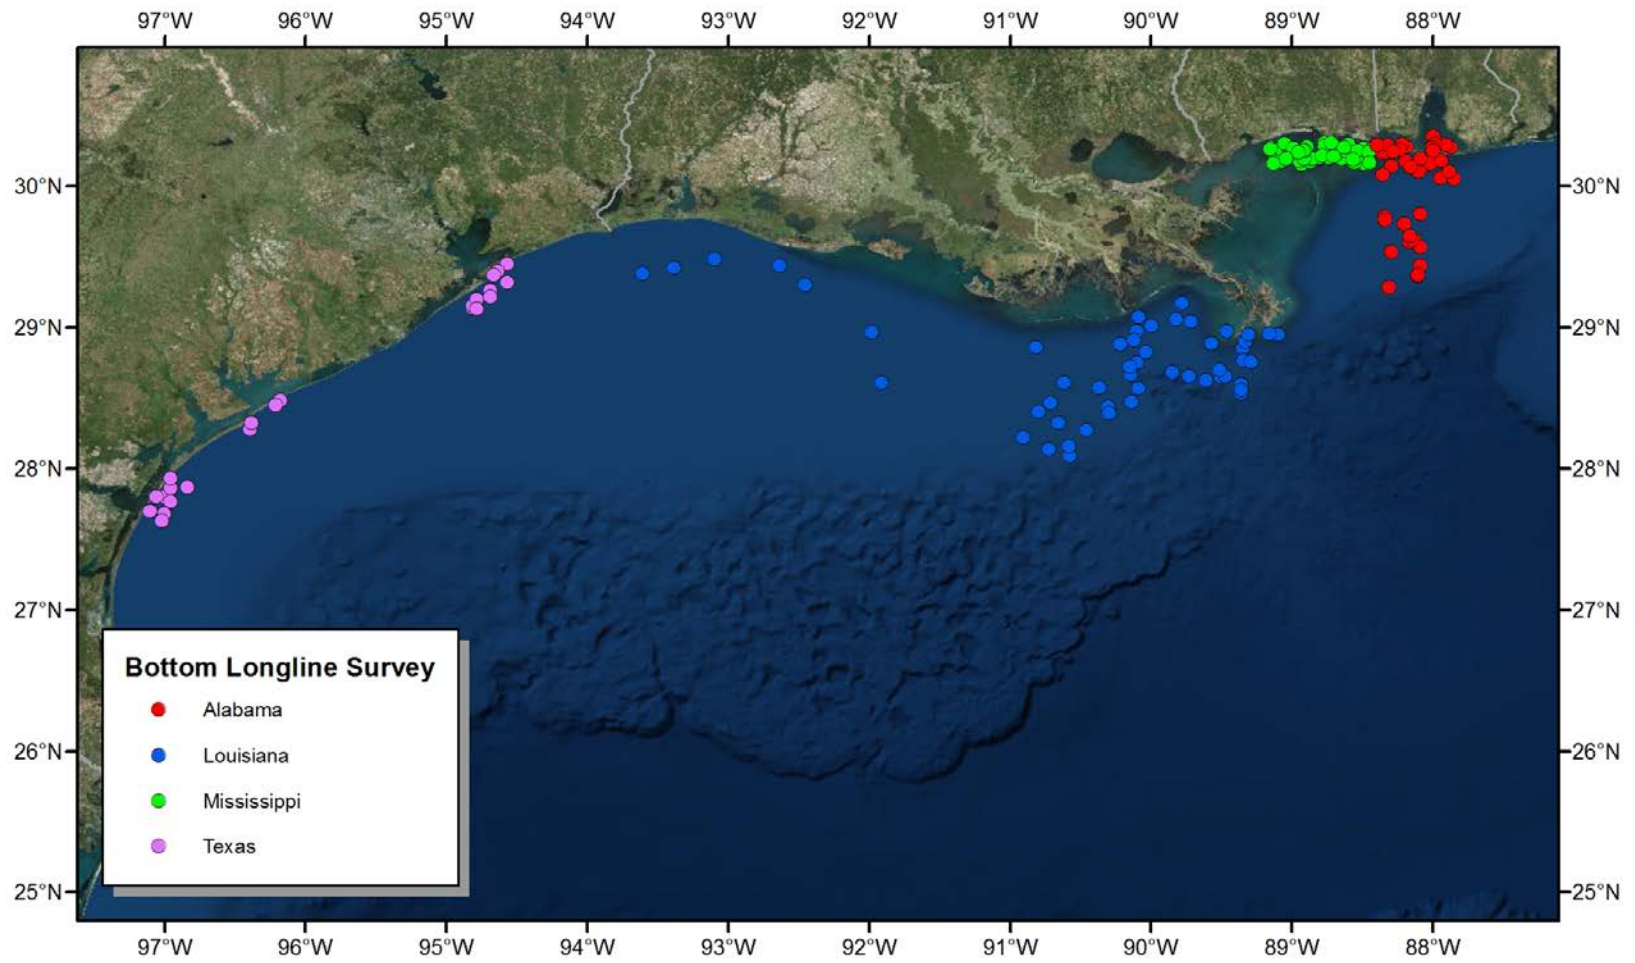 97°W 96°W 95°W 94°W 93°W 92°W 91°W 90°W 89°W 88°W
30°N 30°N
29°N 29°N
28°N 28°N
27°N 27°N
Bottom Longline Survey
Alabama
26°N 26°N
Louisiana
Mississippi
Texas
25°N 25°N
97°W 96°W 95°W 94°W 93°W 92°W 91°W 90°W 89°W 88°W